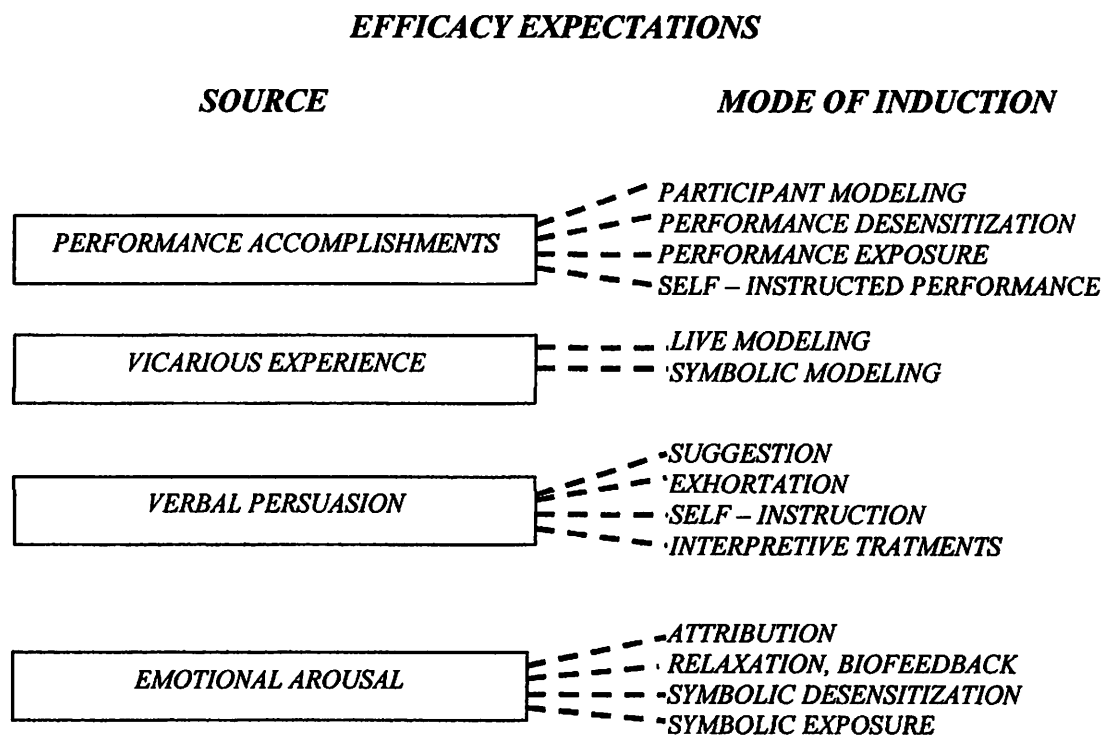 EFFICACY EXPECTATIONS
SOURCE
MODE OF INDUCTION
PERFORMANCE ACCOMPLISHMENTS
PARTICIPANT MODELING
PERFORMANCE DESENSITIZATION
PERFORMANCE EXPOSURE
SELF – INSTRUCTED PERFORMANCE
VICARIOUS EXPERIENCE
LIVE MODELING
SYMBOLIC MODELING
VERBAL PERSUASION
SUGGESTION
EXHORTATION
SELF – INSTRUCTION
INTERPRETIVE TRATMENTS
EMOTIONAL AROUSAL
ATTRIBUTION
RELAXATION, BIOFEEDBACK
SYMBOLIC DESENSITIZATION
SYMBOLIC EXPOSURE